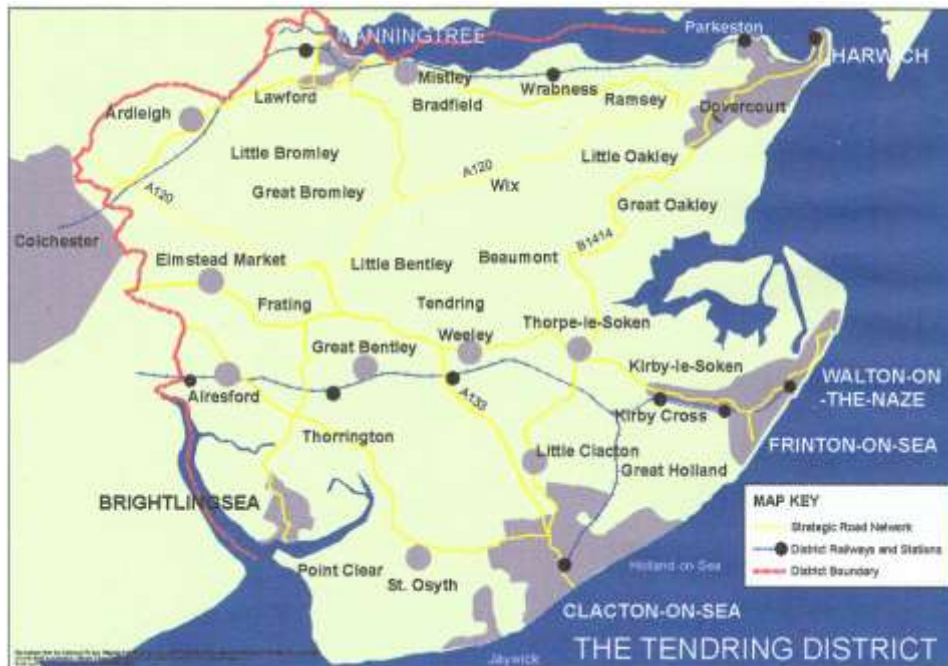 MANNINGTREE
Parkeston
HARWICH
Mistley
Lawford
Wrabness
Bradfield
Ramsey
Dovercourt
Ardleigh
Little Bromley
Little Oakley
A120
A120
Great Bromley
Wix
Great Oakley
Colchester
B1414
Elmstead Market
Little Bentley
Beaumont
Frating
Tendring
Thorpe-le-Soken
Weeley
Great Bentley
Kirby-le-Soken
WALTON-ON
-THE-NAZE
Alresford
A133
Kirby Cross
Thorrington
FRINTON-ON-SEA
Little Clacton
Great Holland
BRIGHTLINGSEA
MAP KEY
Strategic Road Network
District Railways and Stations
District Boundary
Point Clear
Holland-on-Sea
St. Osyth
CLACTON-ON-SEA
THE TENDRING DISTRICT
Jaywick